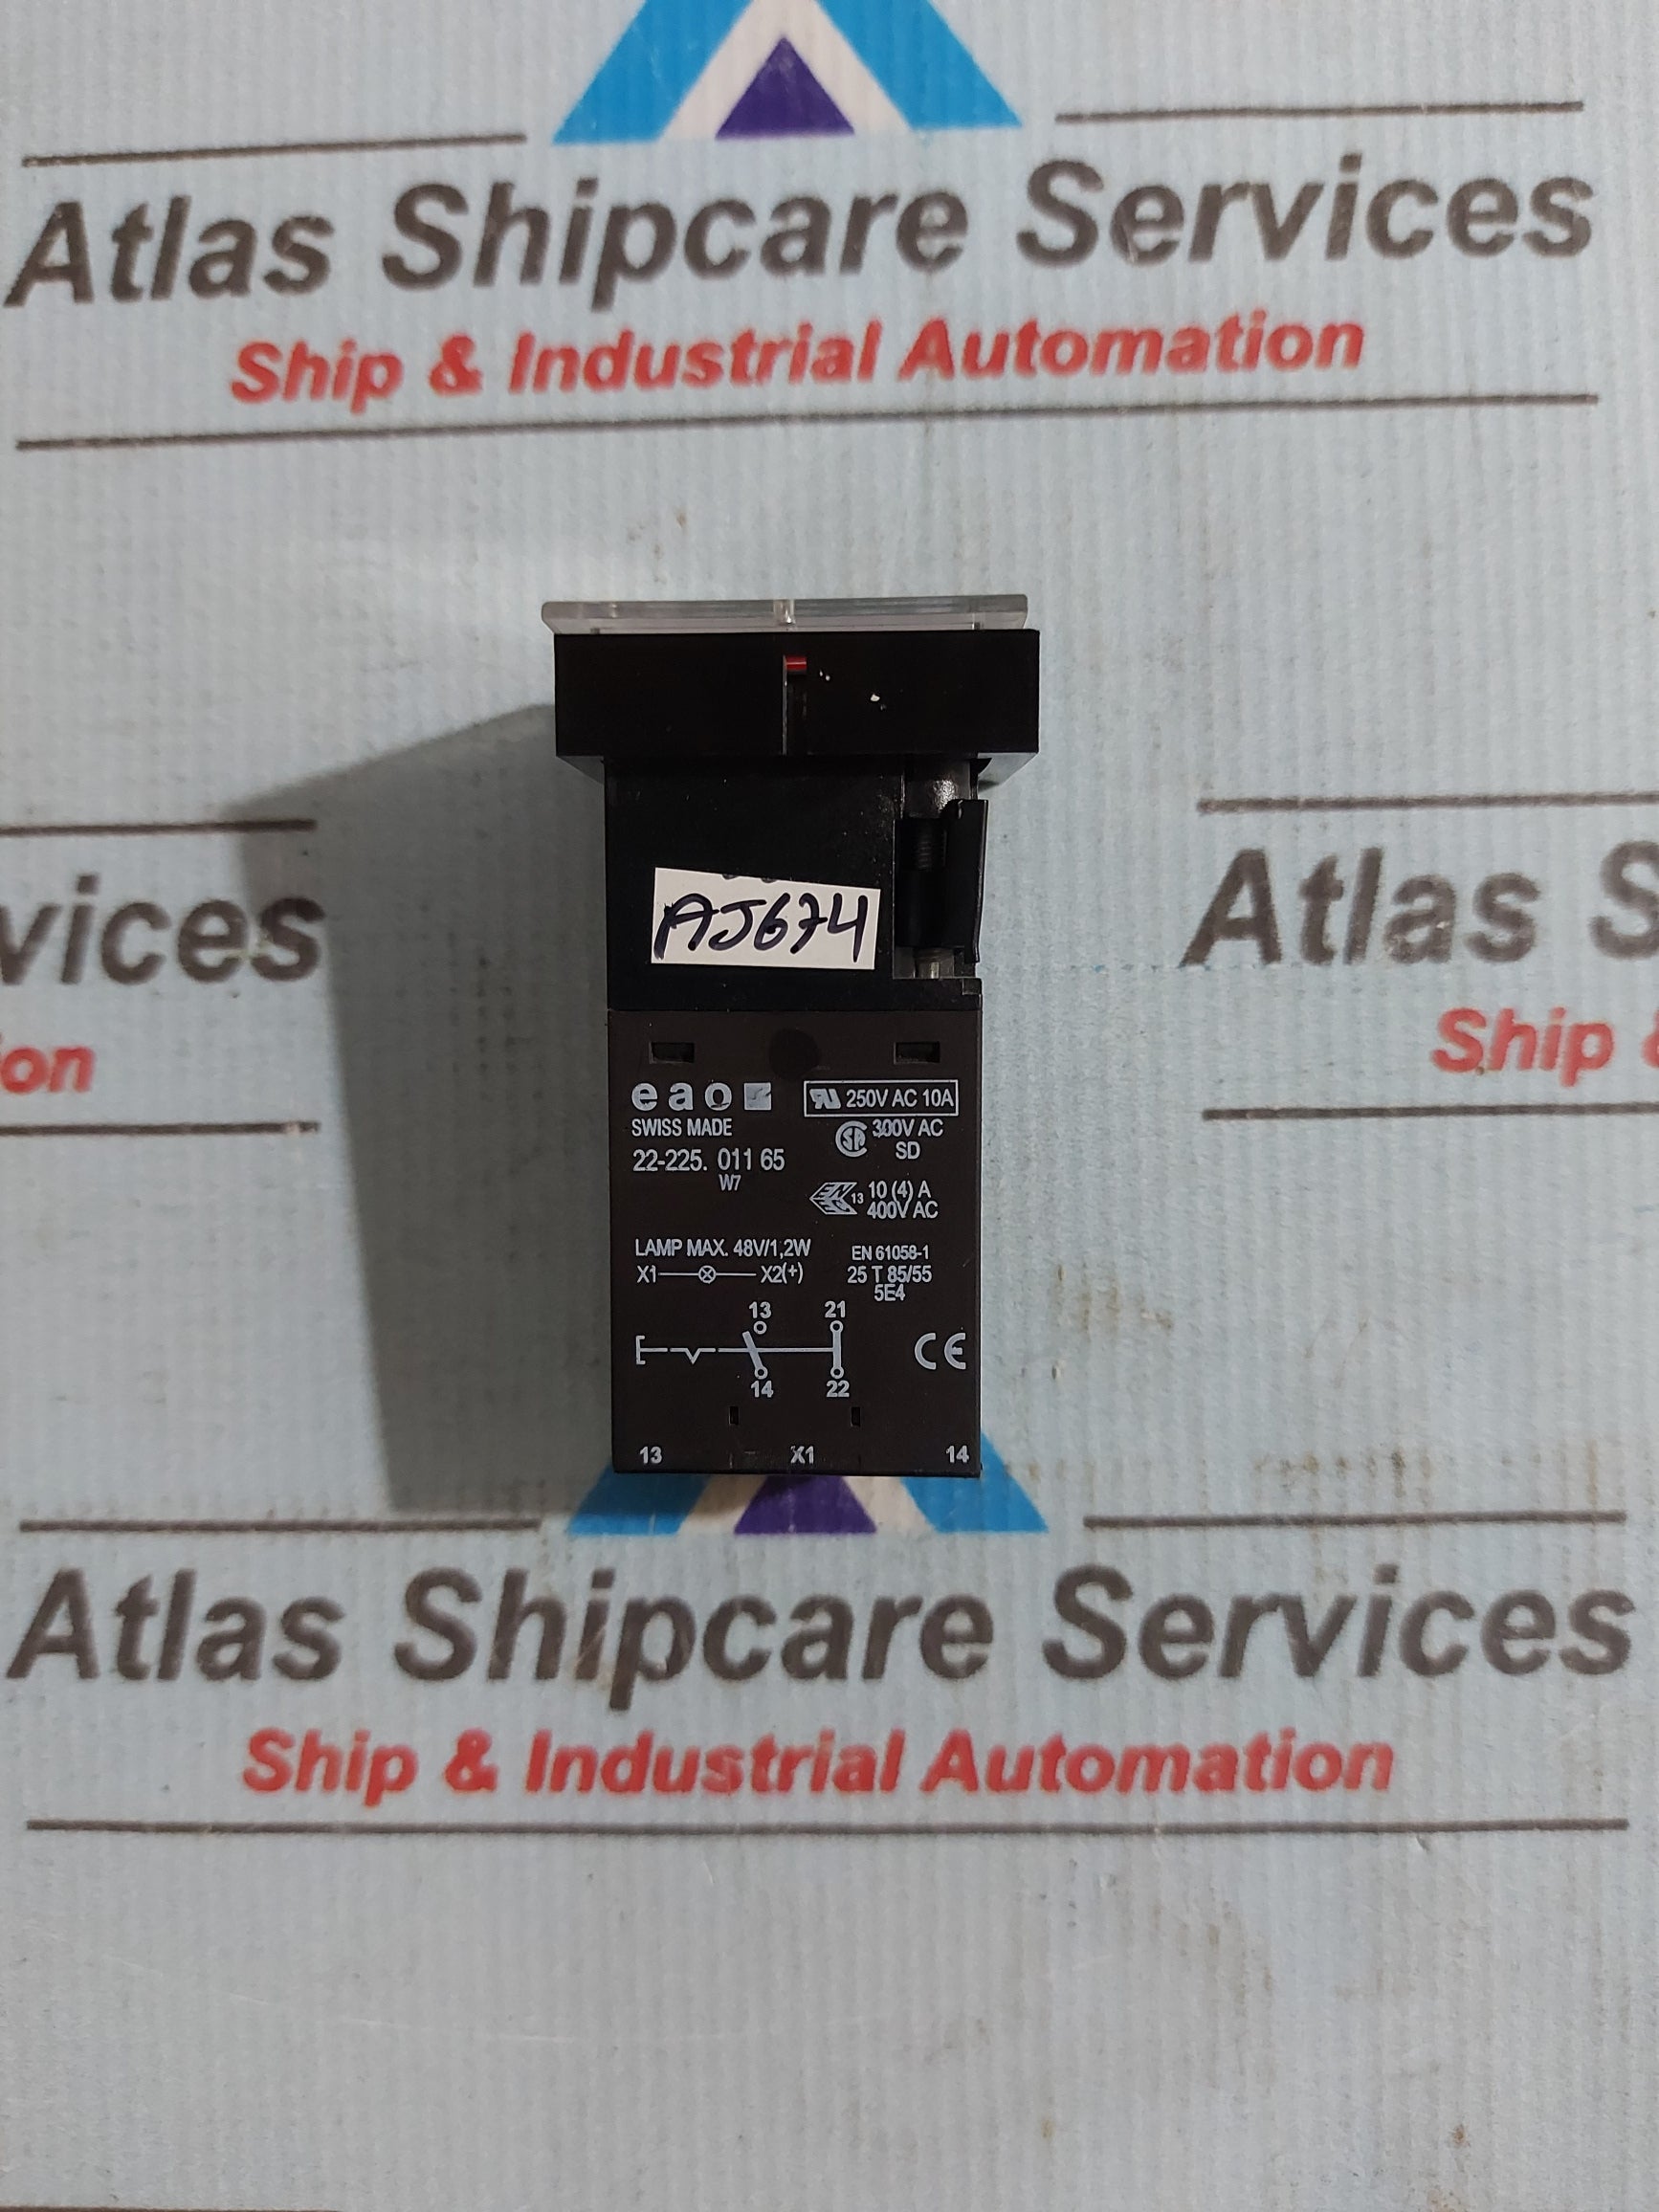 Atlas Shipcare Services
Ship & Industrial Automation
vices
ion
Atlas S
Ship &
AJ674
eao
SWISS MADE
22-225. 011 65
W7
250V AC 10A
300V AC
SD
13 10 (4) A
400V AC
LAMP MAX. 48V/1,2W
X1 X2(+)
EN 61058-1
25 T 85/55
5E4
13 21
14 22
CE
13 X1 14
Atlas Shipcare Services
Ship & Industrial Automation